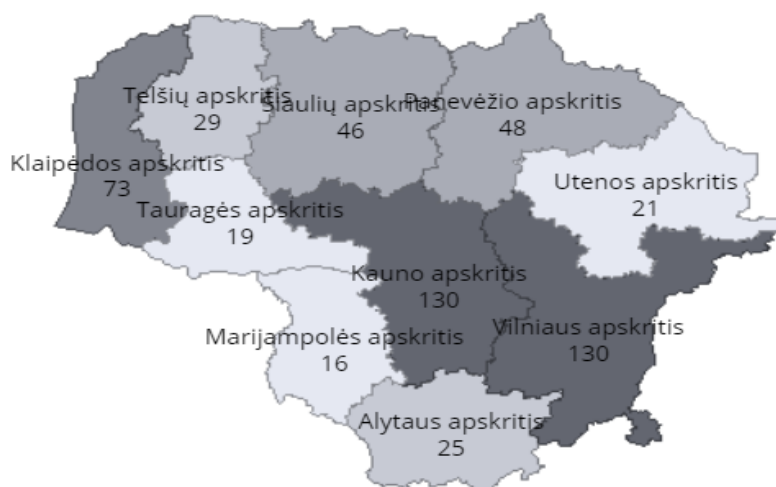 Telšių apskritis
29
Šiaulių apskritis
46
Panevėžio apskritis
48
Klaipėdos apskritis
73
Utenos apskritis
21
Tauragės apskritis
19
Kauno apskritis
130
Vilniaus apskritis
130
Marijampolės apskritis
16
Alytaus apskritis
25